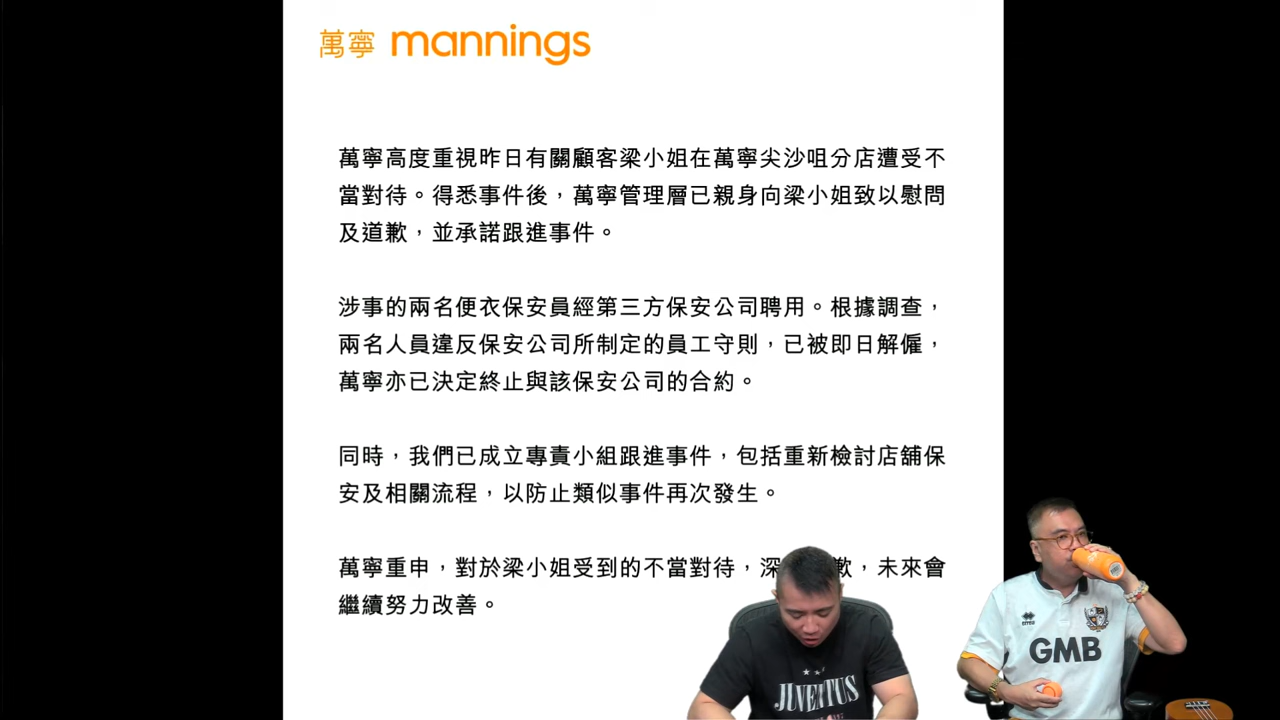 萬寧 mannings
萬寧高度重視昨日有關顧客梁小姐在萬寧尖沙咀分店遭受不
當對待。得悉事件後，萬寧管理層已親身向梁小姐致以慰問
及道歉，並承諾跟進事件。
涉事的兩名便衣保安員經第三方保安公司聘用。根據調查，
兩名人員違反保安公司所制定的員工守則，已被即日解僱，
萬寧亦已決定終止與該保安公司的合約。
同時，我們已成立專責小組跟進事件，包括重新檢討店舖保
安及相關流程，以防止類似事件再次發生。
萬寧重申，對於梁小姐受到的不當對待，深歉，未來會
繼續努力改善。
JUVENTUS
GMB